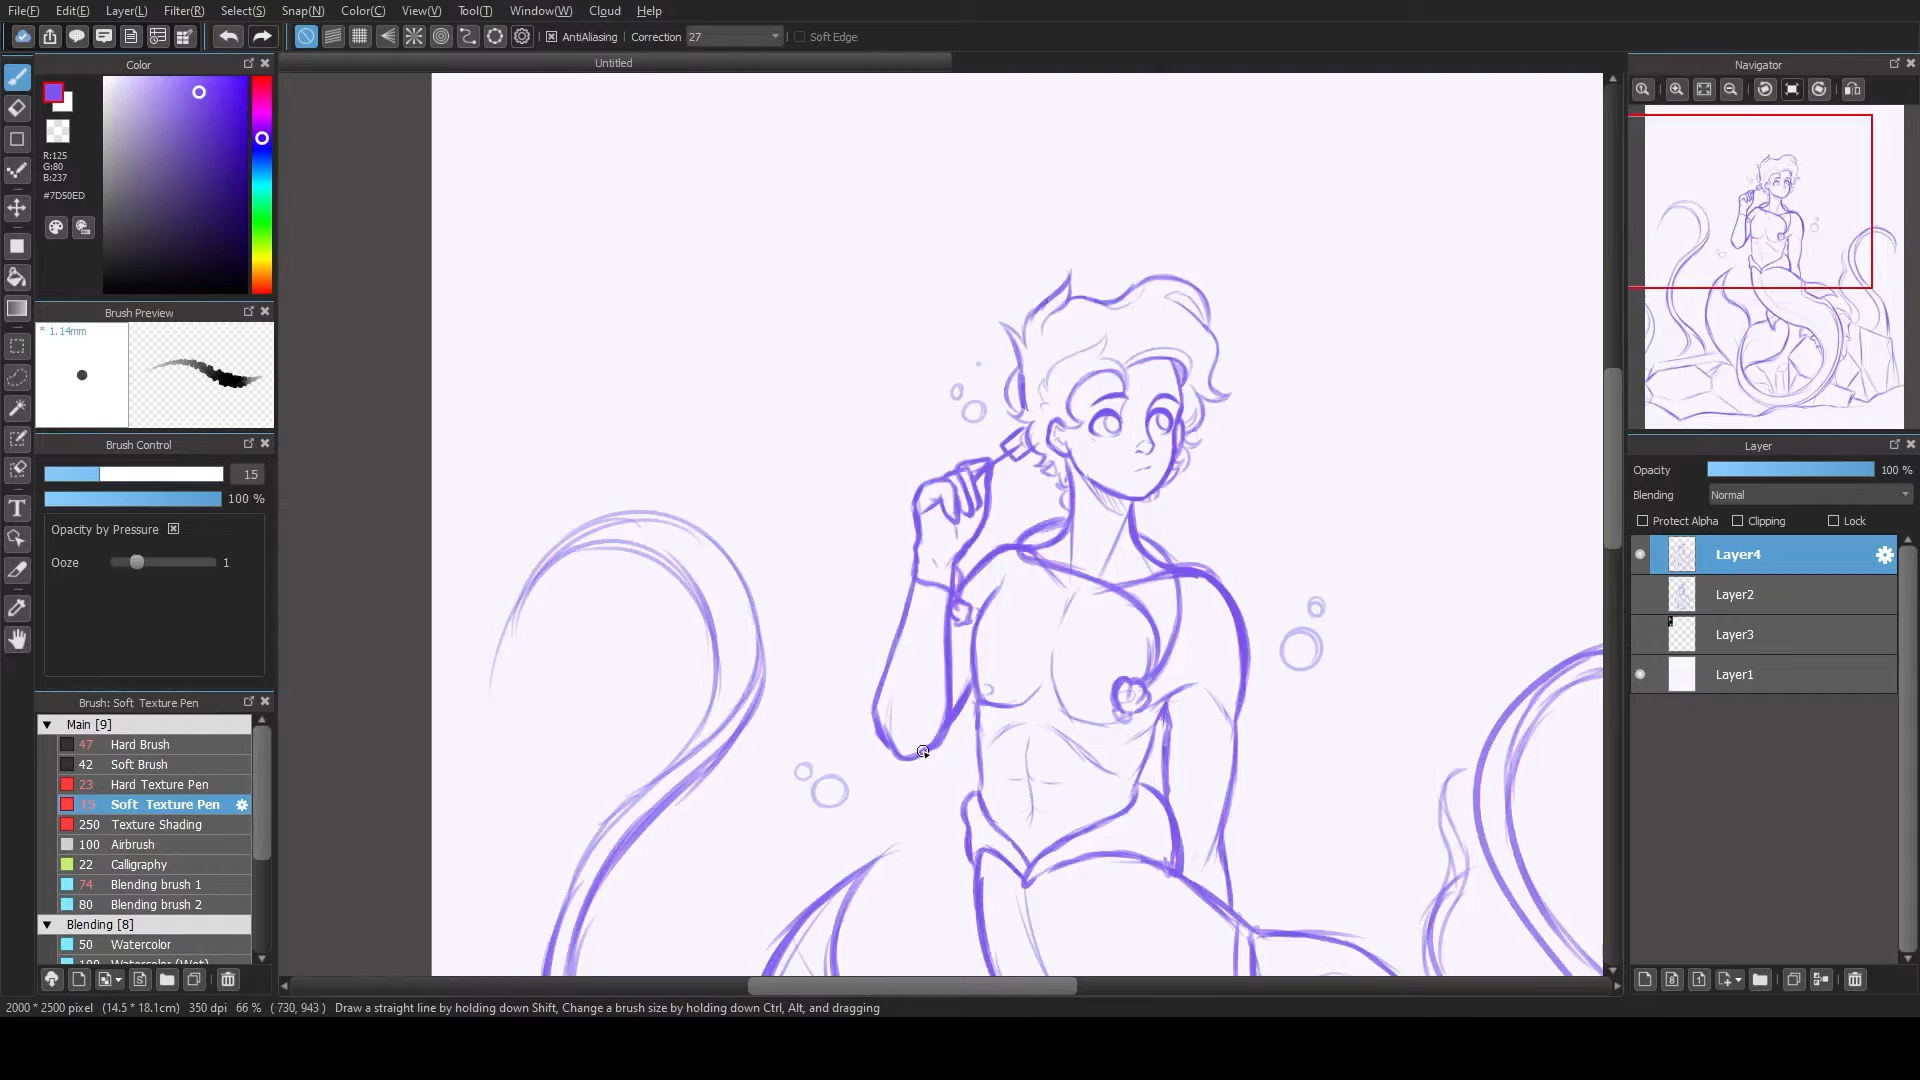 File(F) Edit(E) Layer(L) Filter(R) Select(S) Snap(N) Color(C) View(V) Tool(T) Window(W) Cloud Help
AntiAliasing Correction 27 Soft Edge
Color
Untitled
Navigator
R:125
G:80
B:237
#7D50ED
Brush Preview
* 1.14mm
Brush Control
15
100 %
Opacity by Pressure
Ooze 1
Brush: Soft Texture Pen
Main [9]
47 Hard Brush
42 Soft Brush
23 Hard Texture Pen
15 Soft Texture Pen
250 Texture Shading
100 Airbrush
22 Calligraphy
74 Blending brush 1
80 Blending brush 2
Blending [8]
50 Watercolor
Layer
Opacity 100 %
Blending Normal
Protect Alpha Clipping Lock
Layer4
Layer2
Layer3
Layer1
2000 * 2500 pixel (14.5 * 18.1cm) 350 dpi 66 % ( 730, 943 ) Draw a straight line by holding down Shift, Change a brush size by holding down Ctrl, Alt, and dragging